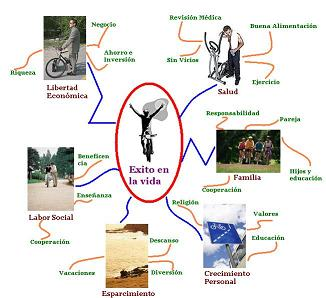 Negocio
Ahorro e
Inversión
Riqueza
Libertad
Económica
Revisión Médica
Buena Alimentación
Sin Vicios
Ejercicio
Salud
Exito en
la vida
Responsabilidad
Pareja
Hijos y
educación
Familia
Cooperación
Beneficen
cia
Enseñanza
Labor Social
Cooperación
Religión
Valores
Educación
Crecimiento
Personal
Descanso
Vacaciones
Diversión
Esparcimiento